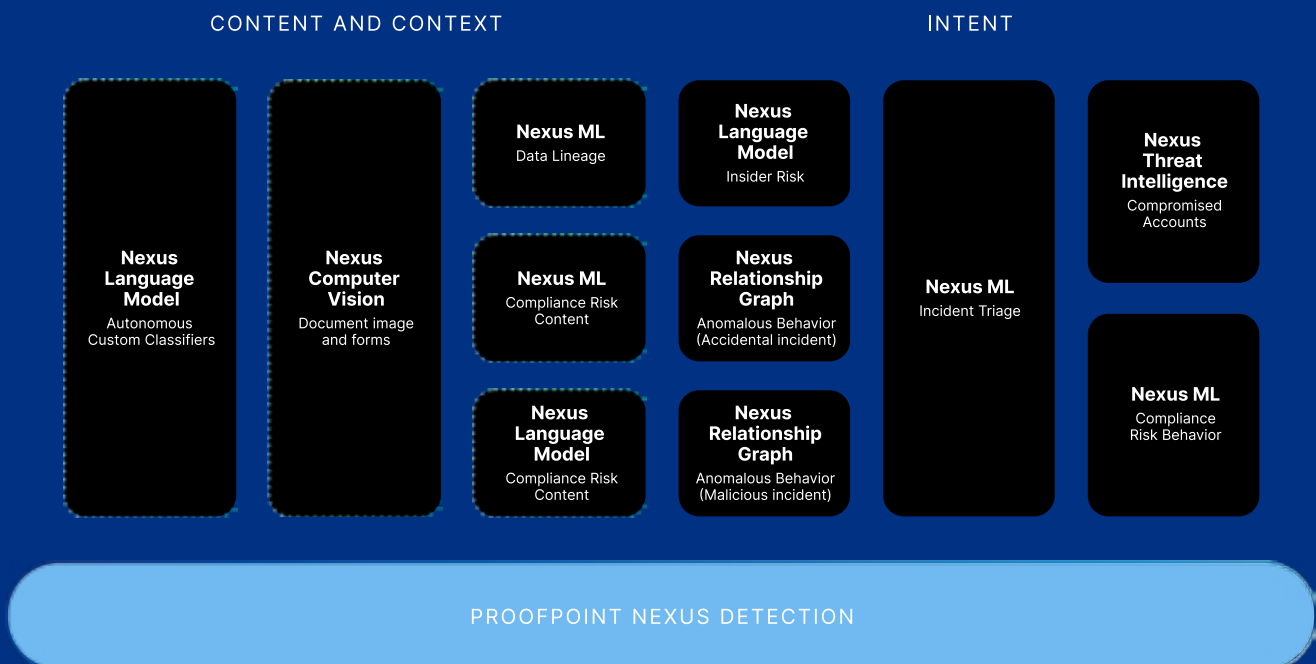 CONTENT AND CONTEXT
INTENT
Nexus
Language
Model
Autonomous
Custom Classifiers
Nexus
Computer
Vision
Document image
and forms
Nexus ML
Data Lineage
Nexus ML
Compliance Risk
Content
Nexus
Language
Model
Compliance Risk
Content
Nexus
Language
Model
Insider Risk
Nexus
Relationship
Graph
Anomalous Behavior
(Accidental incident)
Nexus
Relationship
Graph
Anomalous Behavior
(Malicious incident)
Nexus ML
Incident Triage
Nexus
Threat
Intelligence
Compromised
Accounts
Nexus ML
Compliance
Risk Behavior
PROOFPOINT NEXUS DETECTION